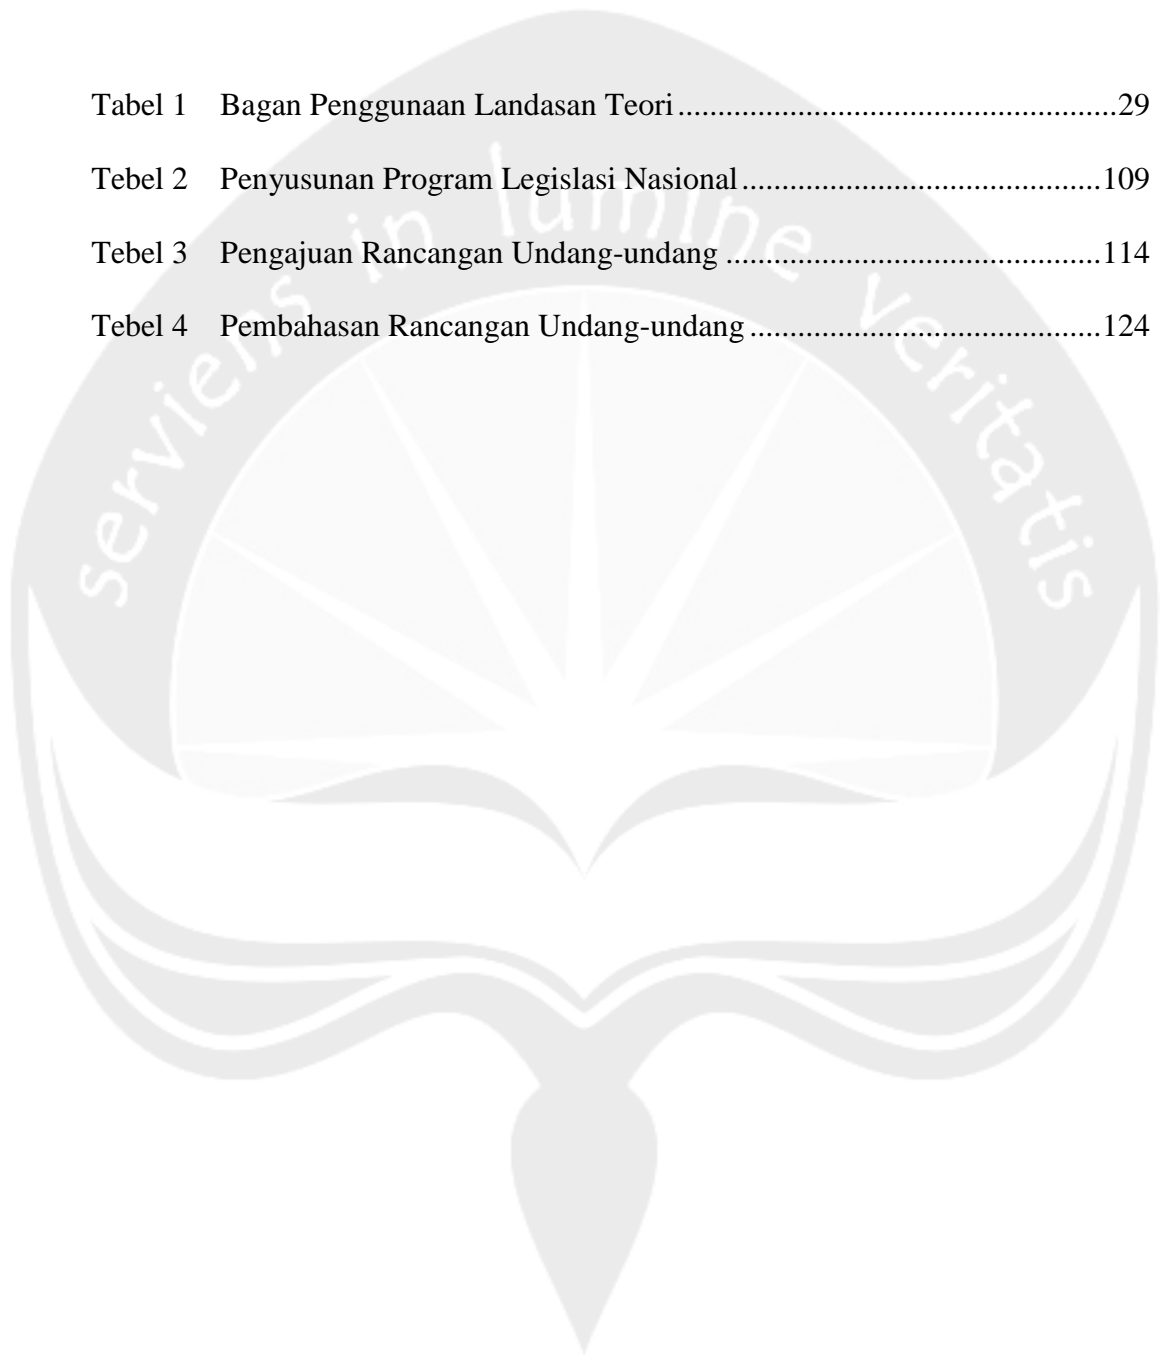 Tabel 1 Bagan Penggunaan Landasan Teori.......................................................29
Tebel 2 Penyusunan Program Legislasi Nasional.............................................109
Tebel 3 Pengajuan Rancangan Undang-undang ...............................................114
Tebel 4 Pembahasan Rancangan Undang-undang ............................................124
serviens in lumine veritatis